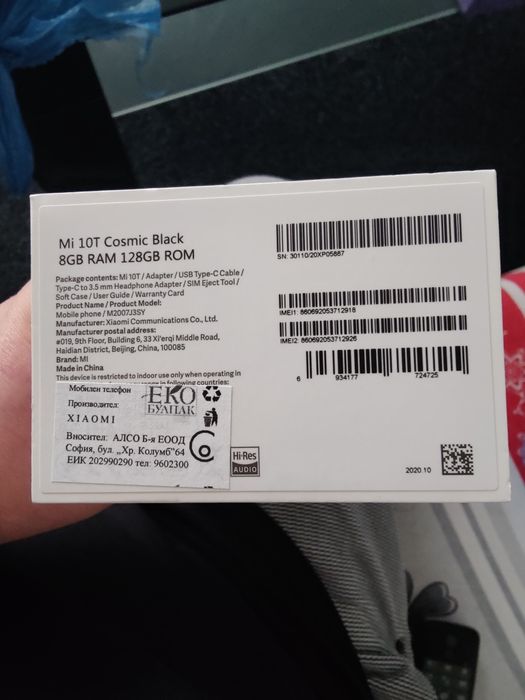 Mi 10T Cosmic Black
8GB RAM 128GB ROM
Package contents: Mi 10T / Adapter / USB Type-C Cable /
Type-C to 3.5 mm Headphone Adapter / SIM Eject Tool /
Soft Case / User Guide / Warranty Card
Product Name / Product Model:
Mobile phone / M2007J3SY
Manufacturer: Xiaomi Communications Co., Ltd.
Manufacturer postal address:
#019, 9th Floor, Building 6, 33 Xi'erqi Middle Road,
Haidian District, Beijing, China, 100085
Brand: MI
Made in China
This device is restricted to indoor use only when operating in
in following countries:
Мобилен телефон
ЕКО
БУЛПАК
Производител:
XIAOMI
Вносител: АЛСО Б-я ЕООД
София, бул. „Хр. Колумб"64
ЕИК 202990290 тел: 9602300
Hi-Res
AUDIO
SN: 30110/20XP05867
IMEI1: 860692053712918
IMEI2: 860692053712926
6 934177 724725
2020.10